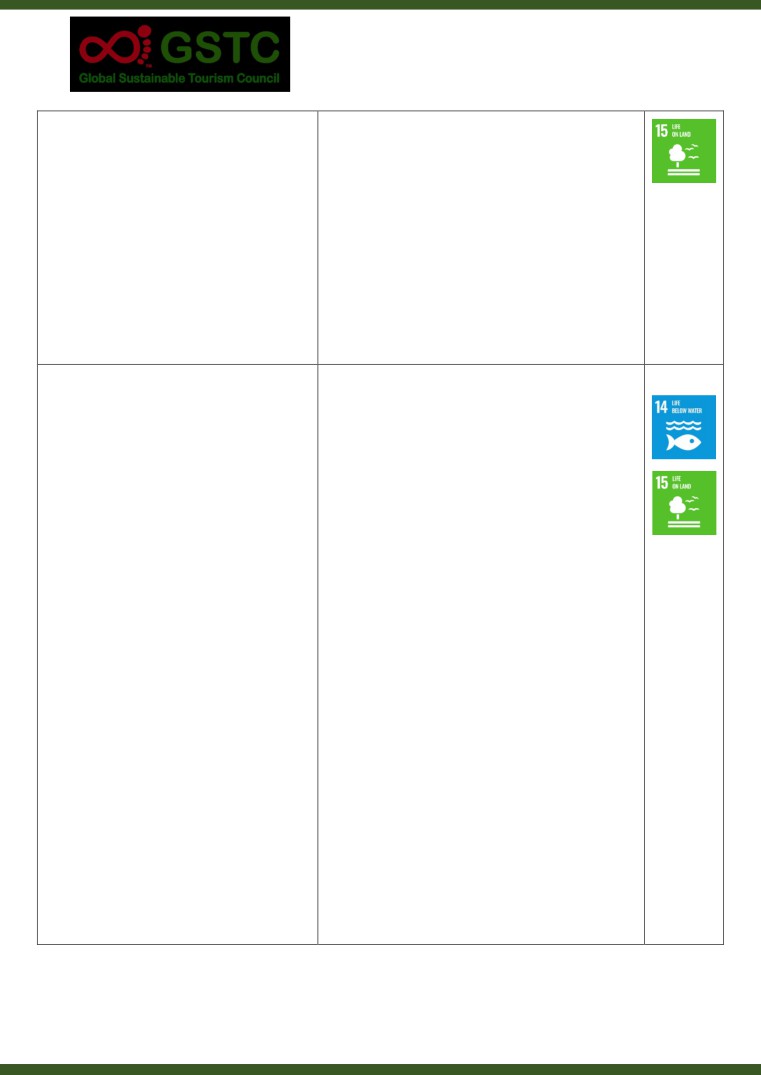 GSTC
Global Sustainable Tourism Council
15 LIFE
ON LAND
14 LIFE
BELOW WATER
15 LIFE
ON LAND